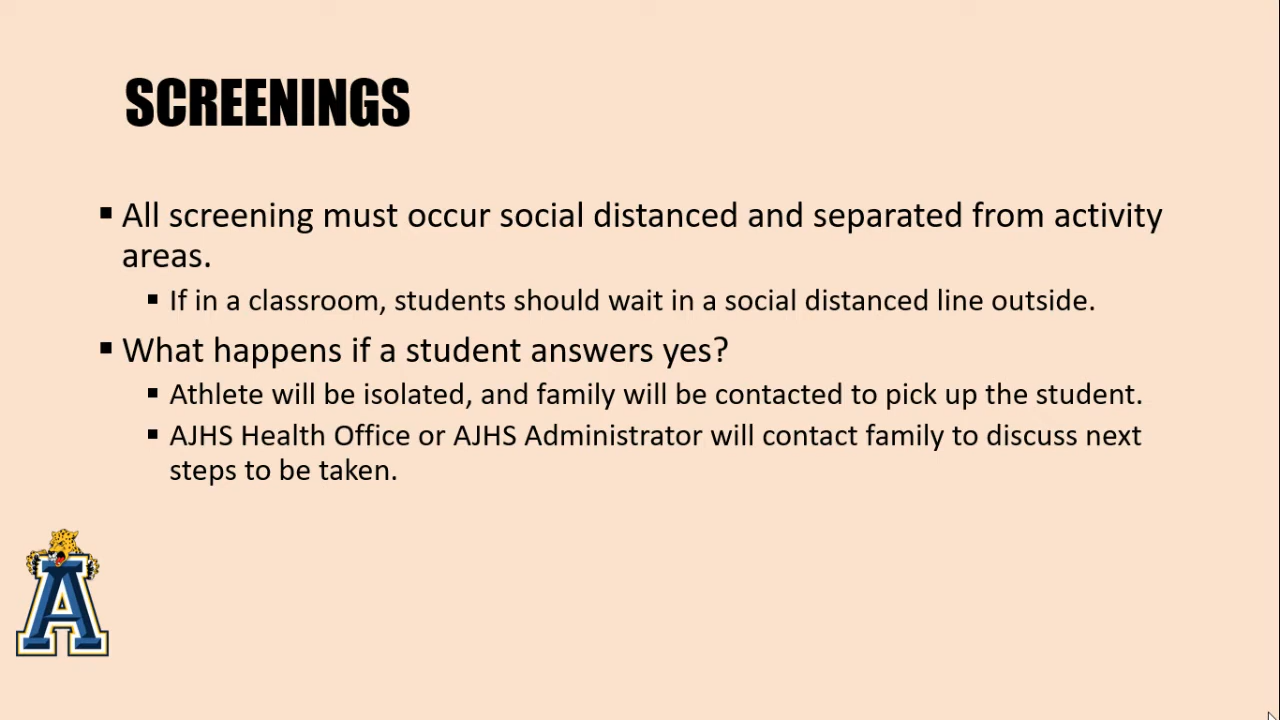 SCREENINGS
▪ All screening must occur social distanced and separated from activity
areas.
▪ If in a classroom, students should wait in a social distanced line outside.
▪ What happens if a student answers yes?
▪ Athlete will be isolated, and family will be contacted to pick up the student.
▪ AJHS Health Office or AJHS Administrator will contact family to discuss next
steps to be taken.
A